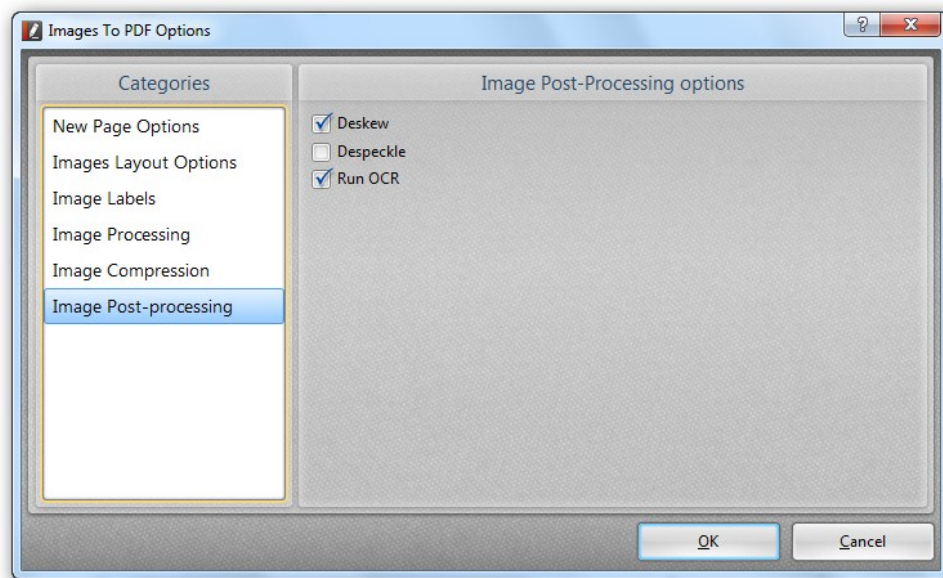 Images To PDF Options
?
X
Categories
New Page Options
Images Layout Options
Image Labels
Image Processing
Image Compression
Image Post-processing
Image Post-Processing options
Deskew
Despeckle
Run OCR
OK
Cancel